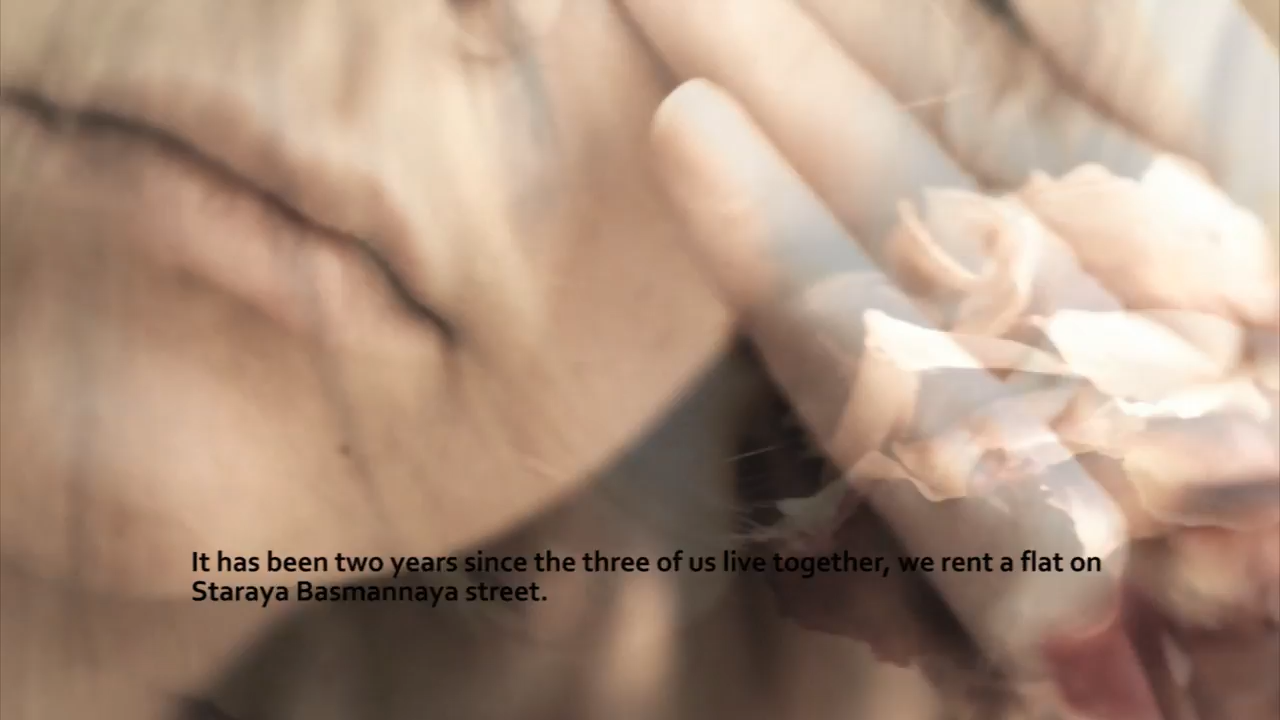 It has been two years since the three of us live together, we rent a flat on
Staraya Basmannaya street.